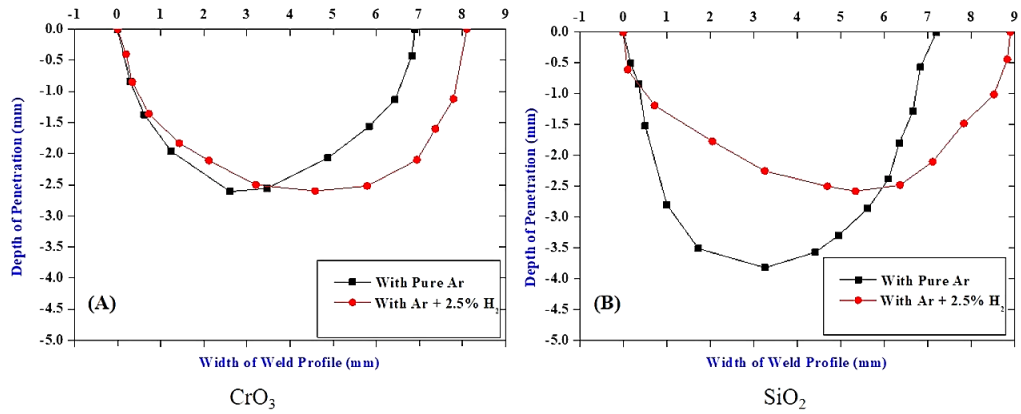 -1 0 1 2 3 4 5 6 7 8 9
0.0
-0.5
-1.0
-1.5
-2.0
-2.5
-3.0
-3.5
-4.0
-4.5
-5.0
Depth of Penetration (mm)
(A)
With Pure Ar
With Ar + 2.5% H₂
Width of Weld Profile (mm)
CrO₃
-1 0 1 2 3 4 5 6 7 8 9
0.0
-0.5
-1.0
-1.5
-2.0
-2.5
-3.0
-3.5
-4.0
-4.5
-5.0
Depth of Penetration (mm)
(B)
With Pure Ar
With Ar + 2.5% H₂
Width of Weld Profile (mm)
SiO₂